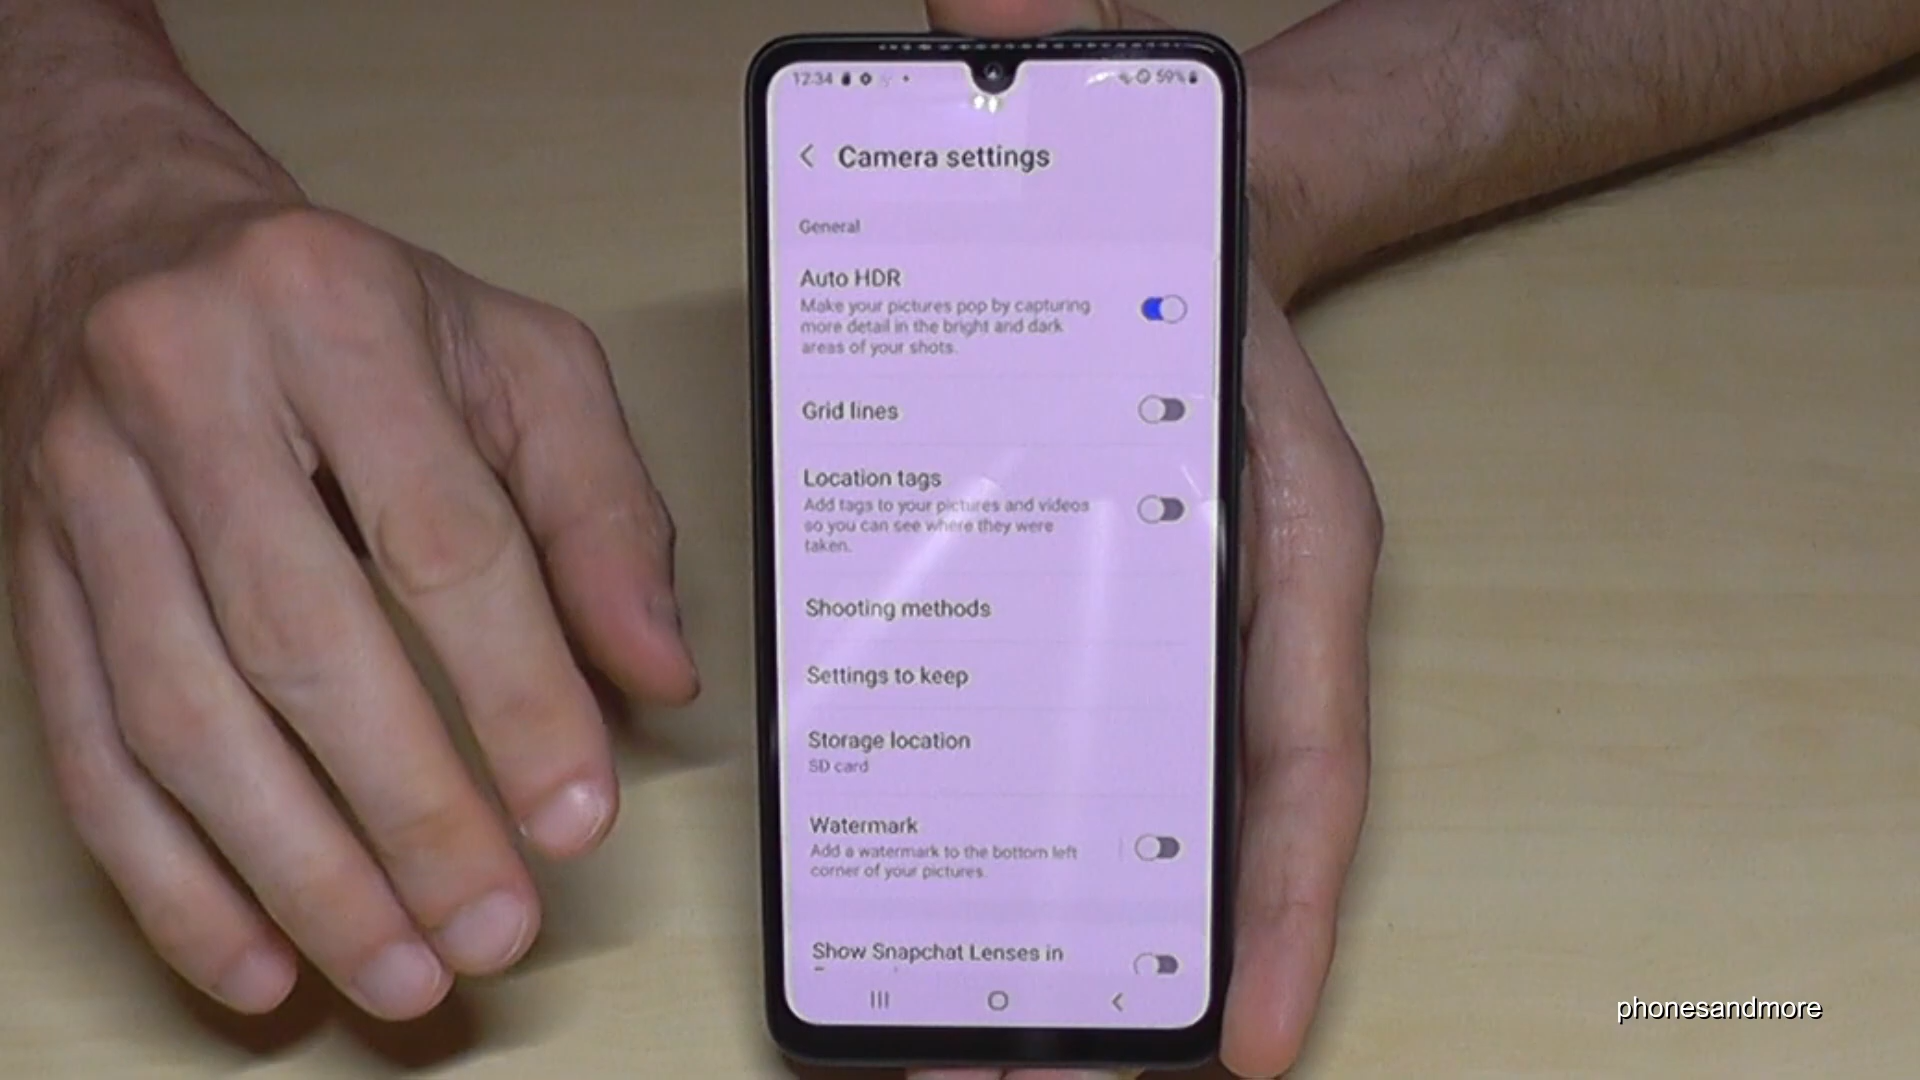 12:34 59%
Camera settings
General
Auto HDR
Make your pictures pop by capturing
more detail in the bright and dark
areas of your shots.
Grid lines
Location tags
Add tags to your pictures and videos
so you can see where they were
taken.
Shooting methods
Settings to keep
Storage location
SD card
Watermark
Add a watermark to the bottom left
corner of your pictures.
Show Snapchat Lenses in
phonesandmore